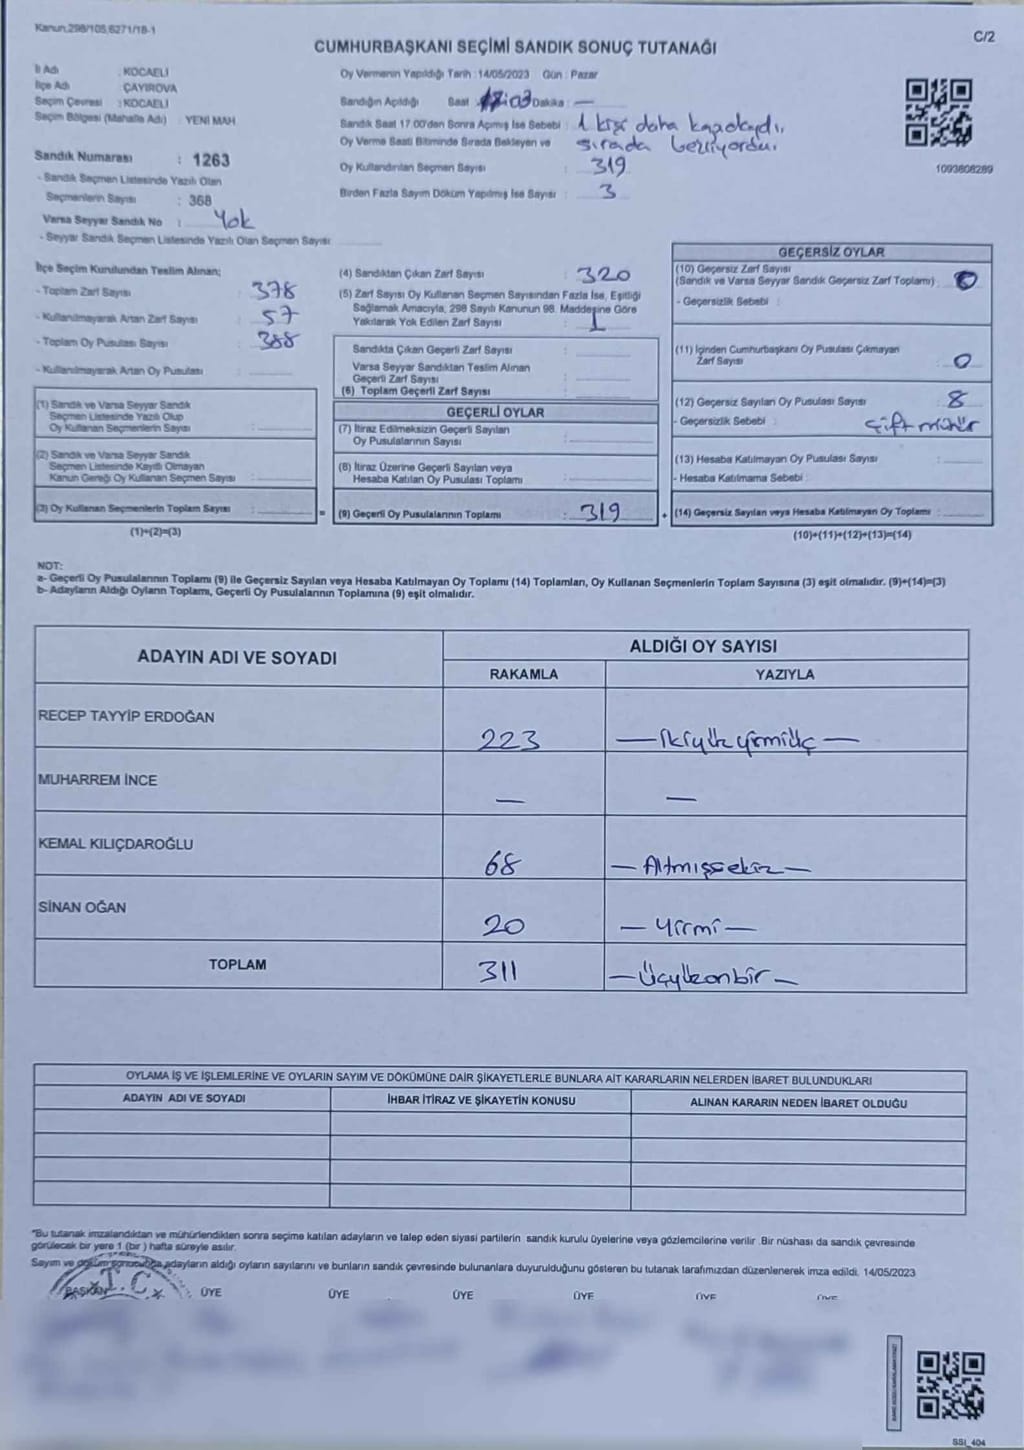 Kanun,298/105,6271/18-1
C/2
CUMHURBAŞKANI SEÇİMİ SANDIK SONUÇ TUTANAĞI
İl Adı : KOCAELİ
İlçe Adı : ÇAYIROVA
Seçim Çevresi : KOCAELİ
Seçim Bölgesi (Mahalle Adı) : YENİ MAH.
Sandık Numarası : 1263
- Sandık Seçmen Listesinde Yazılı Olan
Seçmenlerin Sayısı : 368
Varsa Seyyar Sandık No : Yok
- Seyyar Sandık Seçmen Listesinde Yazılı Olan Seçmen Sayısı
Oy Vermenin Yapıldığı Tarih :14/05/2023 Gün : Pazar
Sandığın Açıldığı Saat : 17:03 Dakika : —
Sandık Saat 17.00'den Sonra Açımış İse Sebebi : 1 kişi daha kapıdaydı,
Oy Verme Saati Bitiminde Sırada Bekleyen ve sırada bekliyordu.
Oy Kullandırılan Seçmen Sayısı : 319
Birden Fazla Sayım Döküm Yapılmış İse Sayısı : 3
1093808289
İlçe Seçim Kurulundan Teslim Alınan;
- Toplam Zarf Sayısı : 378
- Kullanılmayarak Artan Zarf Sayısı : 57
- Toplam Oy Pusulası Sayısı : 388
- Kullanılmayarak Artan Oy Pusulası :
(1) Sandık ve Varsa Seyyar Sandık
Seçmen Listesinde Yazılı Olup
Oy Kullanan Seçmenlerin Sayısı :
(2) Sandık ve Varsa Seyyar Sandık
Seçmen Listesinde Kayıtlı Olmayan
Kanun Gereği Oy Kullanan Seçmen Sayısı :
(3) Oy Kullanan Seçmenlerin Toplam Sayısı :
(1)+(2)=(3)
=
(4) Sandıktan Çıkan Zarf Sayısı : 320
(5) Zarf Sayısı Oy Kullanan Seçmen Sayısından Fazla İse, Eşitliği
Sağlamak Amacıyla, 298 Sayılı Kanunun 98. Maddesine Göre
Yakılarak Yok Edilen Zarf Sayısı : 1
Sandıkta Çıkan Geçerli Zarf Sayısı :
Varsa Seyyar Sandıktan Teslim Alınan
Geçerli Zarf Sayısı :
(6) Toplam Geçerli Zarf Sayısı :
GEÇERLİ OYLAR
(7) İtiraz Edilmeksizin Geçerli Sayılan
Oy Pusulalarının Sayısı :
(8) İtiraz Üzerine Geçerli Sayılan veya
Hesaba Katılan Oy Pusulası Toplamı :
(9) Geçerli Oy Pusulalarının Toplamı : 319
+
GEÇERSİZ OYLAR
(10) Geçersiz Zarf Sayısı
(Sandık ve Varsa Seyyar Sandık Geçersiz Zarf Toplamı) : 0
- Geçersizlik Sebebi :
(11) İçinden Cumhurbaşkanı Oy Pusulası Çıkmayan
Zarf Sayısı : 0
(12) Geçersiz Sayılan Oy Pusulası Sayısı : 8
- Geçersizlik Sebebi : çift mühür
(13) Hesaba Katılmayan Oy Pusulası Sayısı :
- Hesaba Katılmama Sebebi :
(14) Geçersiz Sayılan veya Hesaba Katılmayan Oy Toplamı :
(10)+(11)+(12)+(13)=(14)
NOT:
a- Geçerli Oy Pusulalarının Toplamı (9) ile Geçersiz Sayılan veya Hesaba Katılmayan Oy Toplamı (14) Toplamları, Oy Kullanan Seçmenlerin Toplam Sayısına (3) eşit olmalıdır. (9)+(14)=(3)
b- Adayların Aldığı Oyların Toplamı, Geçerli Oy Pusulalarının Toplamına (9) eşit olmalıdır.
ADAYIN ADI VE SOYADI
ALDIĞI OY SAYISI
RAKAMLA YAZIYLA
RECEP TAYYİP ERDOĞAN 223 — ikiyüzyirmiüç —
MUHARREM İNCE — —
KEMAL KILIÇDAROĞLU 68 — Altmışsekiz —
SİNAN OĞAN 20 — Yirmi —
TOPLAM 311 — Üçyüzonbir —
OYLAMA İŞ VE İŞLEMLERİNE VE OYLARIN SAYIM VE DÖKÜMÜNE DAİR ŞİKAYETLERLE BUNLARA AİT KARARLARIN NELERDEN İBARET BULUNDUKLARI
ADAYIN ADI VE SOYADI İHBAR İTİRAZ VE ŞİKAYETİN KONUSU ALINAN KARARIN NEDEN İBARET OLDUĞU
*Bu tutanak imzalandıktan ve mühürlendikten sonra seçime katılan adayların ve talep eden siyasi partilerin sandık kurulu üyelerine veya gözlemcilerine verilir .Bir nüshası da sandık çevresinde
görülecek bir yere 1 (bir ) hafta süreyle asılır.
Sayım ve döküm sonucunda adayların aldığı oyların sayılarını ve bunların sandık çevresinde bulunanlara duyurulduğunu gösteren bu tutanak tarafımızdan düzenlenerek imza edildi. 14/05/2023
T.C.
BAŞKAN ÜYE ÜYE ÜYE ÜYE ÜYE ÜYE
SSI_404